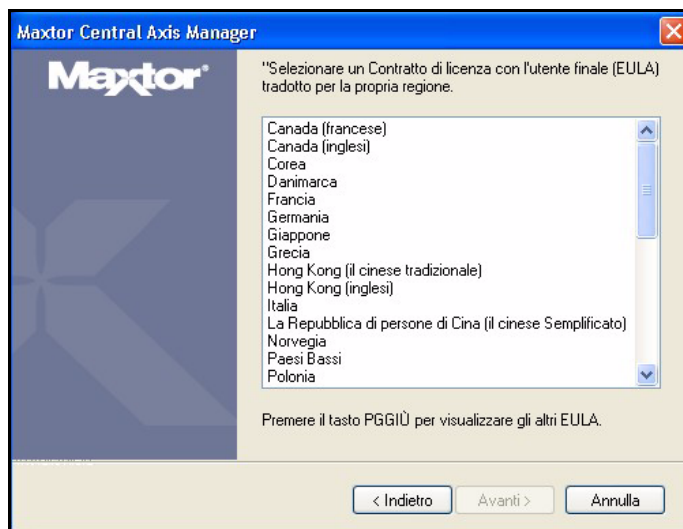 Maxtor Central Axis Manager
Maxtor®
"Selezionare un Contratto di licenza con l'utente finale (EULA)
tradotto per la propria regione.
Canada (francese)
Canada (inglesi)
Corea
Danimarca
Francia
Germania
Giappone
Grecia
Hong Kong (il cinese tradizionale)
Hong Kong (inglesi)
Italia
La Repubblica di persone di Cina (il cinese Semplificato)
Norvegia
Paesi Bassi
Polonia
Premere il tasto PGGIÙ per visualizzare gli altri EULA.
< Indietro
Avanti >
Annulla